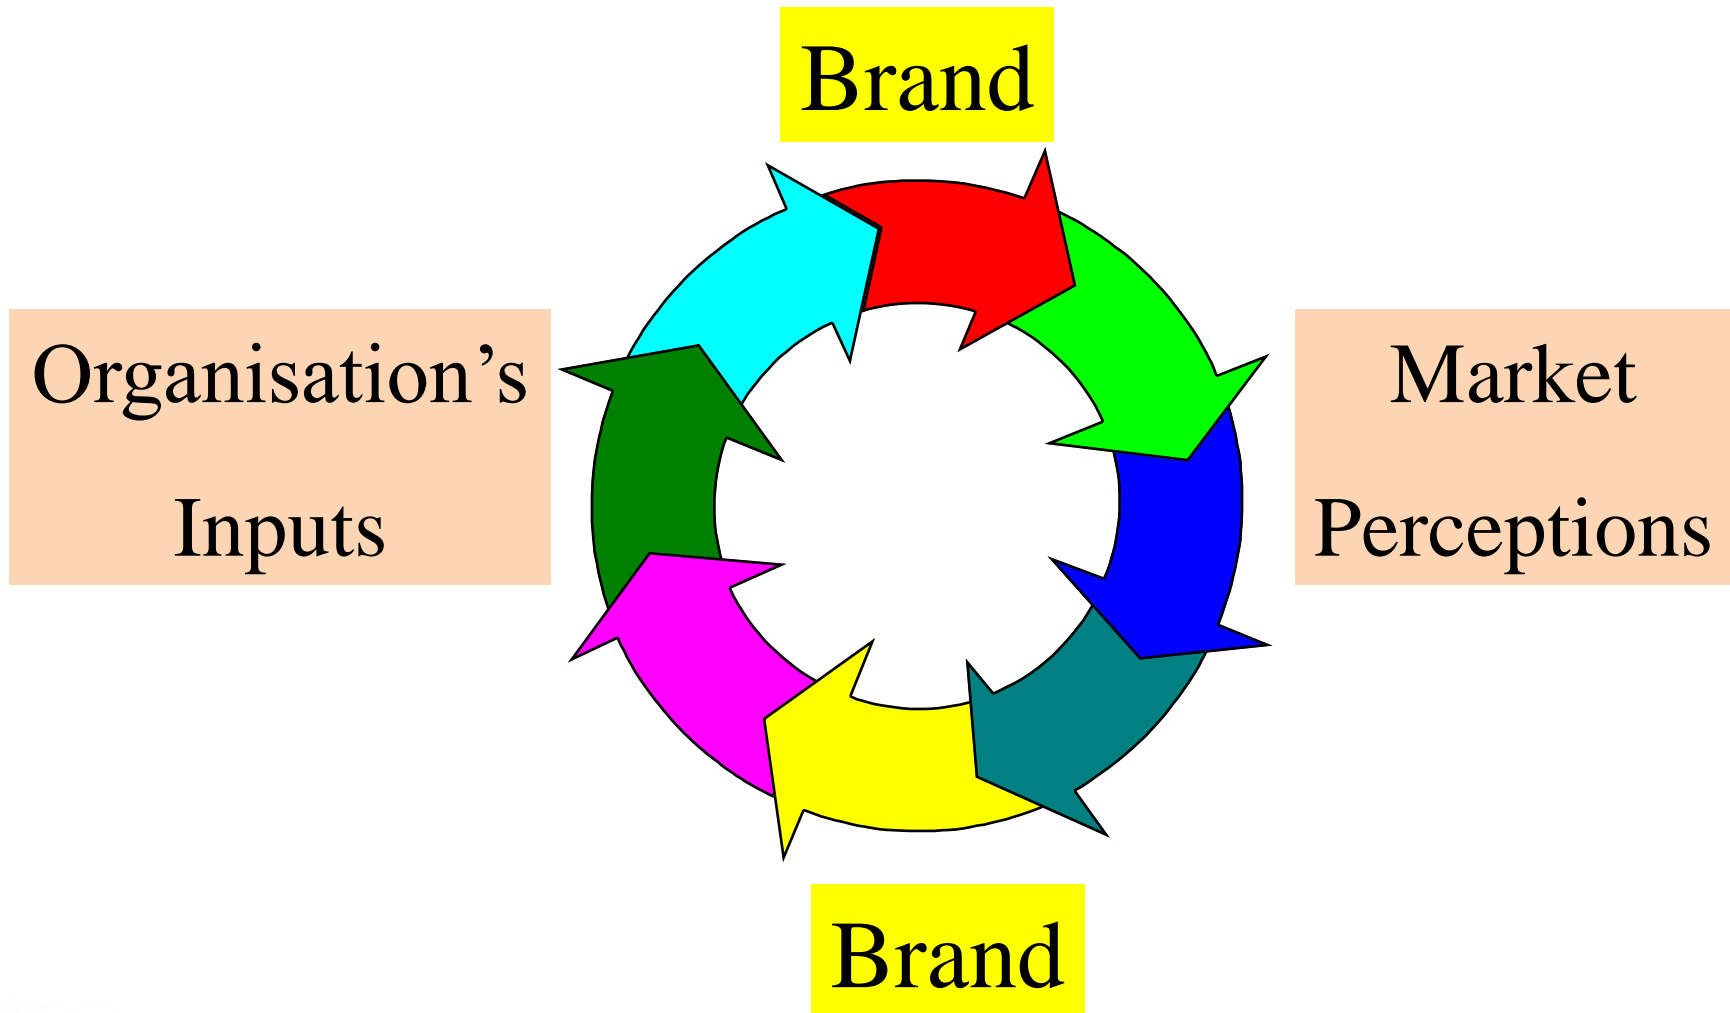 Brand
Organisation’s
Inputs
Market
Perceptions
Brand